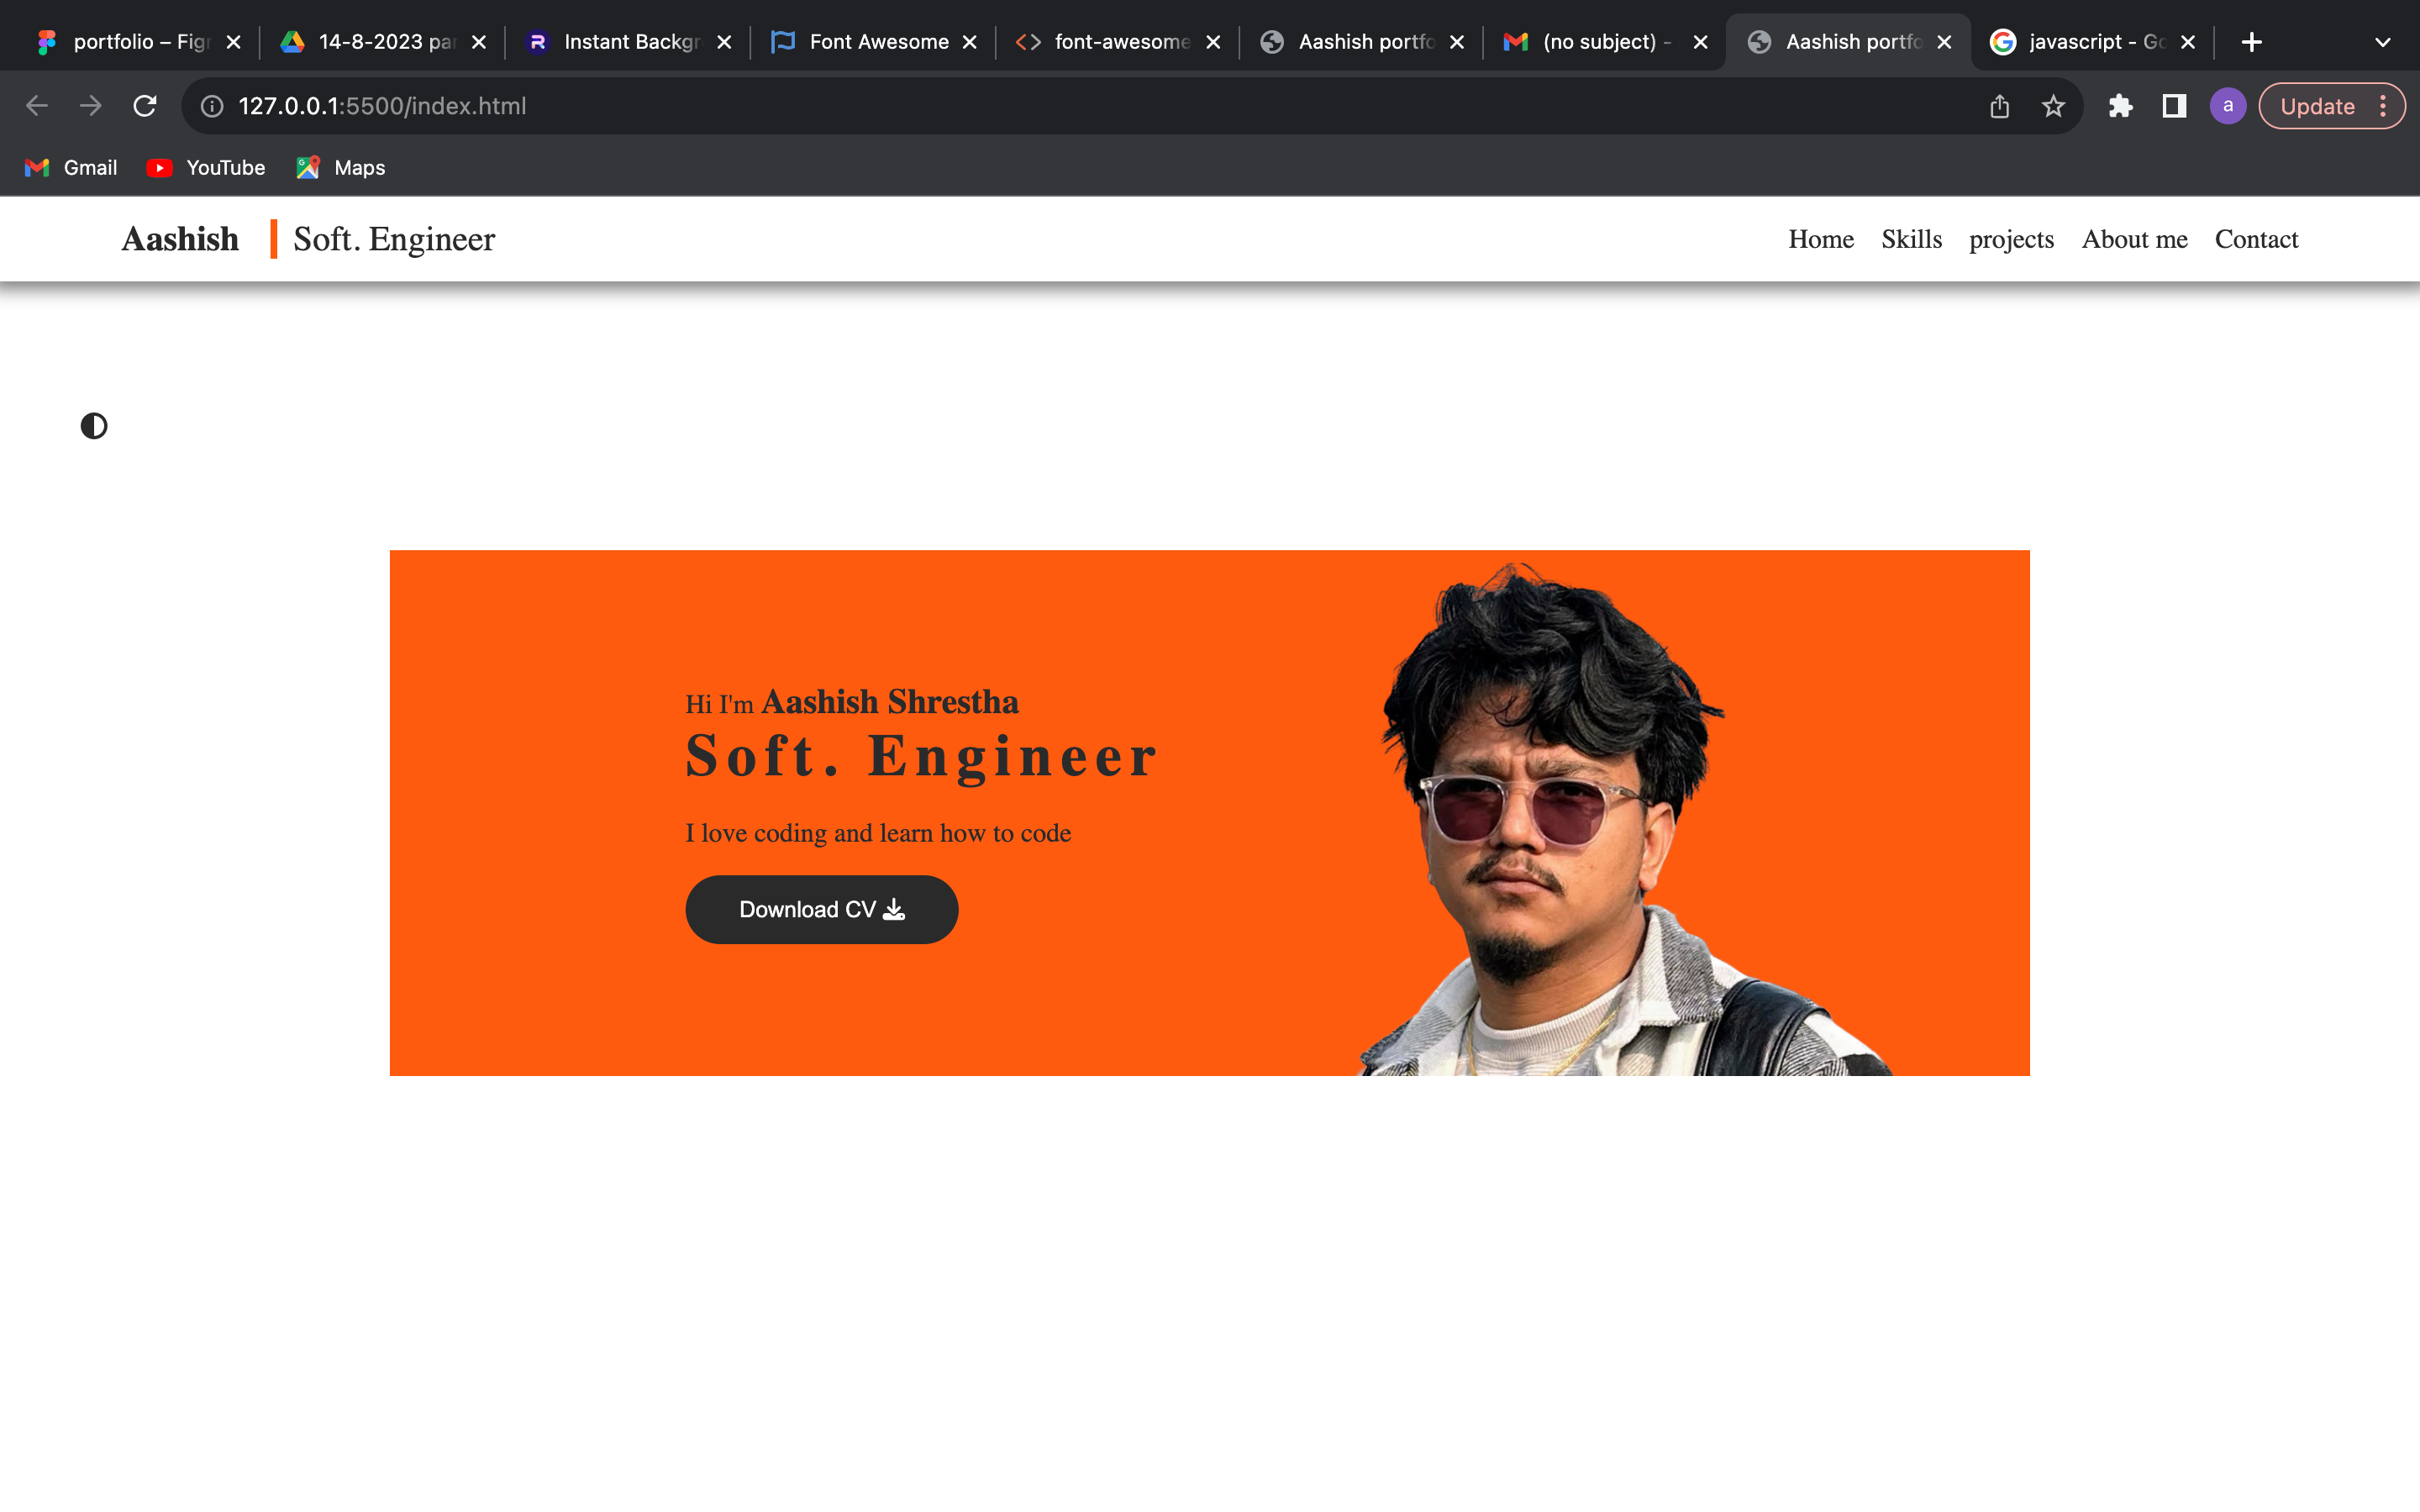 portfolio – Figr
14-8-2023 par
Instant Backgr
Font Awesome
font-awesome
Aashish portfo
(no subject) -
Aashish portfo
javascript - Go
127.0.0.1:5500/index.html
a
Update
Gmail
YouTube
Maps
Aashish
Soft. Engineer
Home
Skills
projects
About me
Contact
Hi I'm Aashish Shrestha
Soft. Engineer
I love coding and learn how to code
Download CV